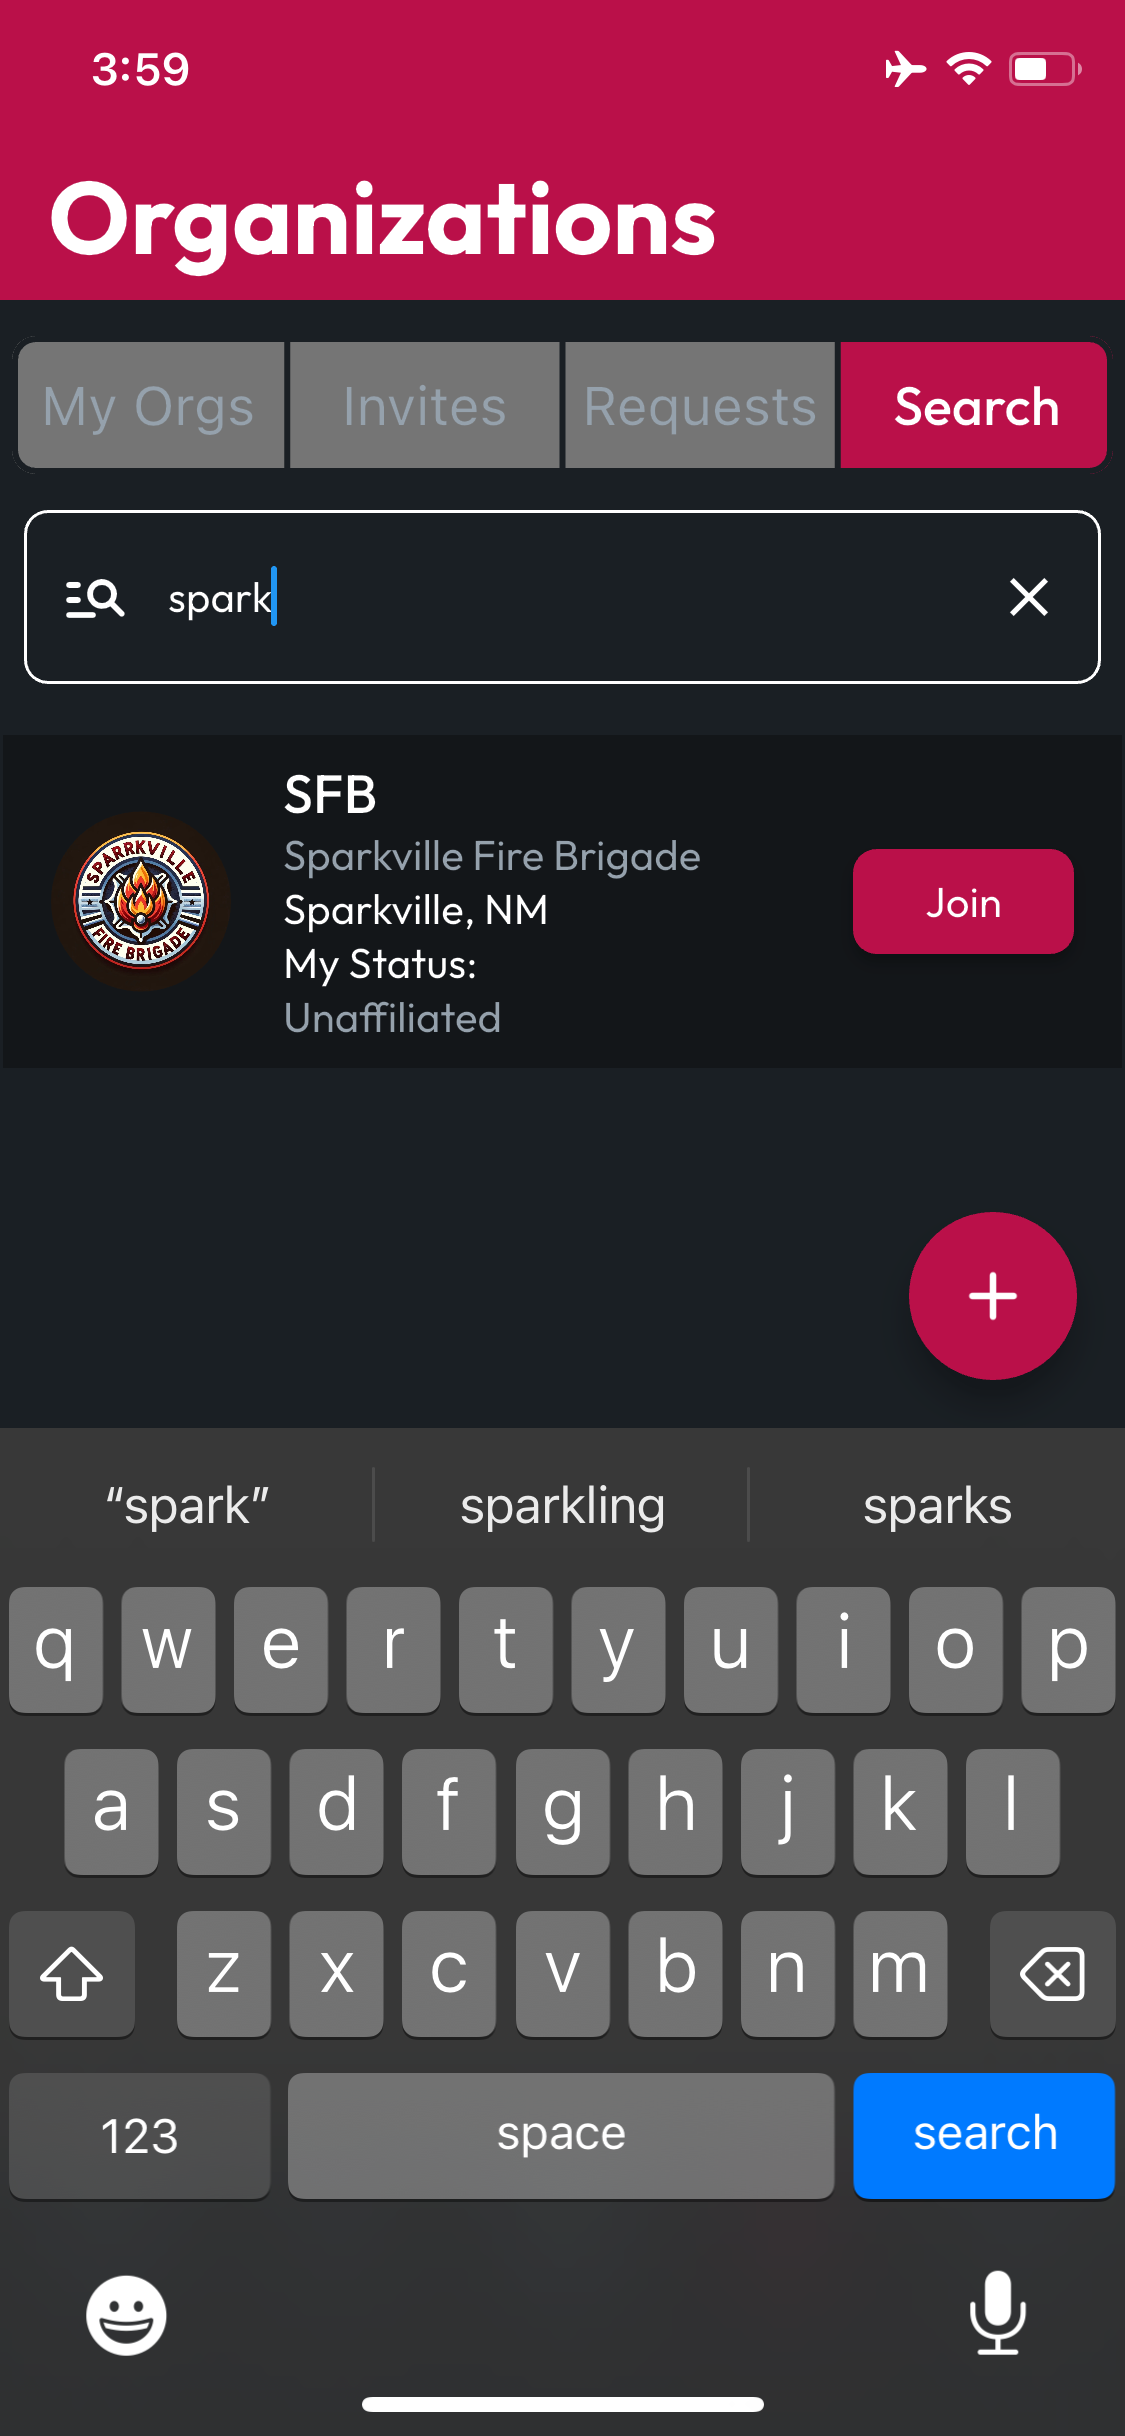 3:59
Organizations
My Orgs Invites Requests Search
spark
SFB
Sparkville Fire Brigade
Sparkville, NM
My Status:
Unaffiliated
SPARRKVILLE
FIRE BRIGADE
Join
“spark” sparkling sparks
q w e r t y u i o p
a s d f g h j k l
z x c v b n m
123 space search